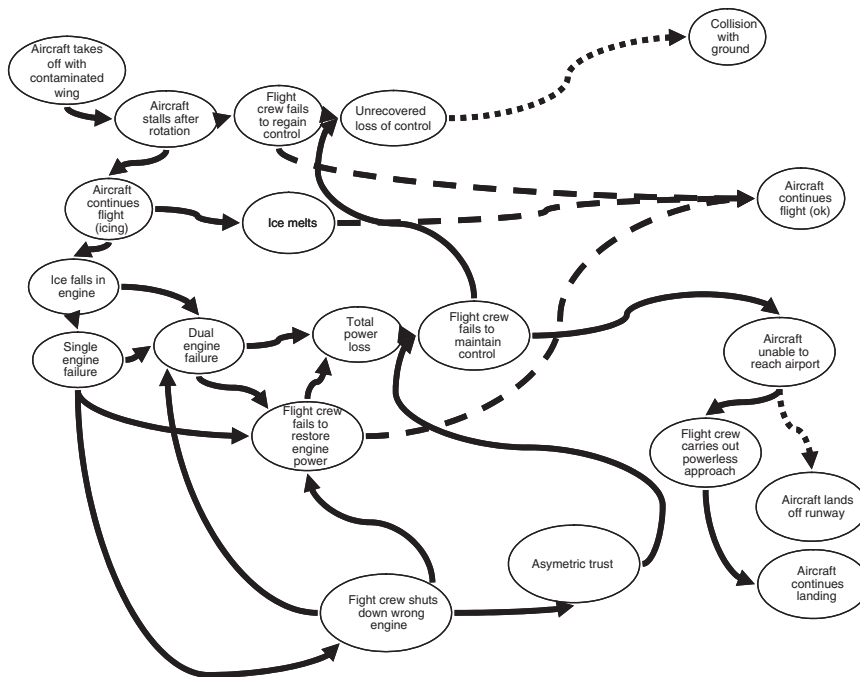 Collision
with
ground
Aircraft takes
off with
contaminated
wing
Aircraft
stalls after
rotation
Flight
crew fails
to regain
control
Unrecovered
loss of control
Aircraft
continues
flight
(icing)
Ice melts
Aircraft
continues
flight (ok)
Ice falls in
engine
Single
engine
failure
Dual
engine
failure
Total
power
loss
Flight crew
fails to
maintain
control
Aircraft
unable to
reach airport
Flight crew
fails to
restore
engine
power
Flight crew
carries out
powerless
approach
Aircraft lands
off runway
Asymetric trust
Aircraft
continues
landing
Fight crew shuts
down wrong
engine